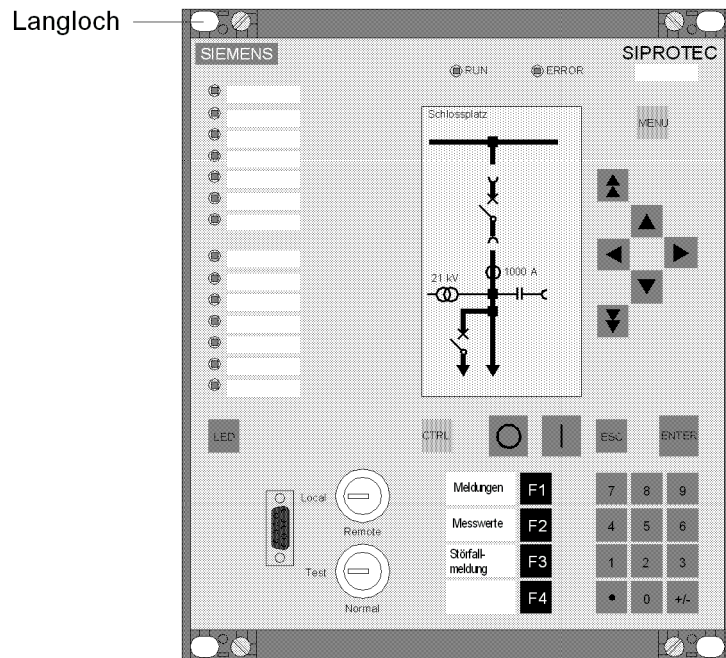 Langloch
SIEMENS
SIPROTEC
RUN
ERROR
Schlossplatz
MENU
21 kV
1000 A
LED
CTRL
ESC
ENTER
Local
Remote
Test
Normal
Meldungen F1
Messwerte F2
Störfall-
meldung F3
F4
7 8 9
4 5 6
1 2 3
• 0 +/-